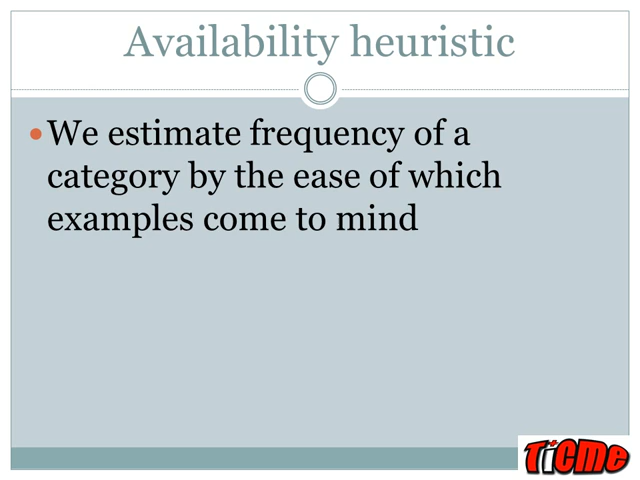 Availability heuristic
We estimate frequency of a
category by the ease of which
examples come to mind
TiCMe